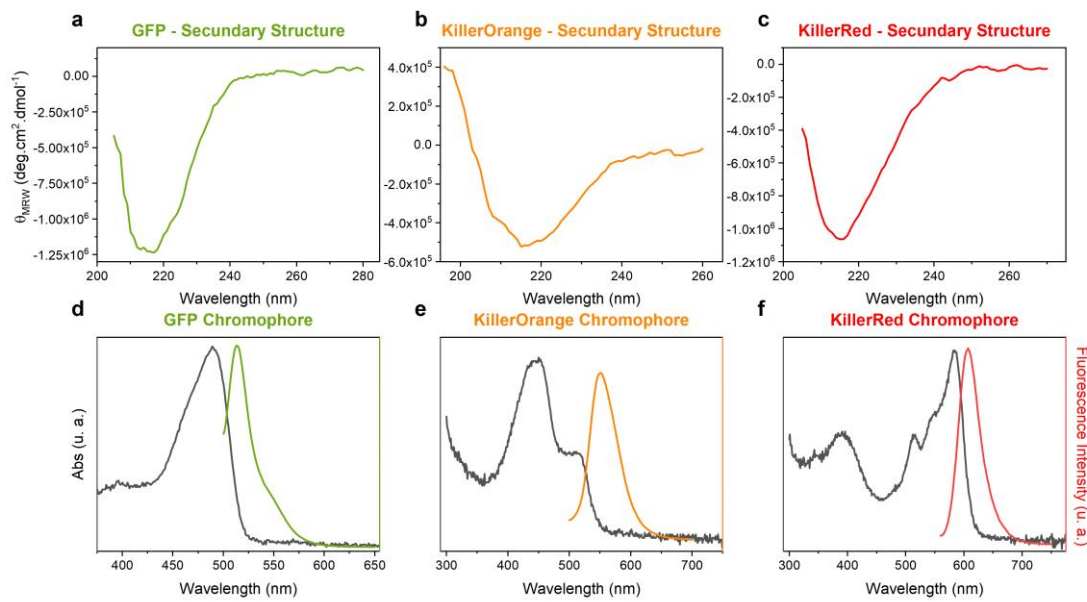 a
GFP - Secundary Structure
b
KillerOrange - Secundary Structure
c
KillerRed - Secundary Structure
θMRW (deg.cm2.dmol-1)
0.00
-2.50x10^5
-5.00x10^5
-7.50x10^5
-1.00x10^6
-1.25x10^6
200 220 240 260 280
Wavelength (nm)
4.0x10^5
2.0x10^5
0.0
-2.0x10^5
-4.0x10^5
-6.0x10^5
200 220 240 260
Wavelength (nm)
0.0
-2.0x10^5
-4.0x10^5
-6.0x10^5
-8.0x10^5
-1.0x10^6
-1.2x10^6
200 220 240 260
Wavelength (nm)
d
GFP Chromophore
e
KillerOrange Chromophore
f
KillerRed Chromophore
Abs (u. a.)
400 450 500 550 600 650
Wavelength (nm)
300 400 500 600 700
Wavelength (nm)
300 400 500 600 700
Wavelength (nm)
Fluorescence Intensity (u. a.)